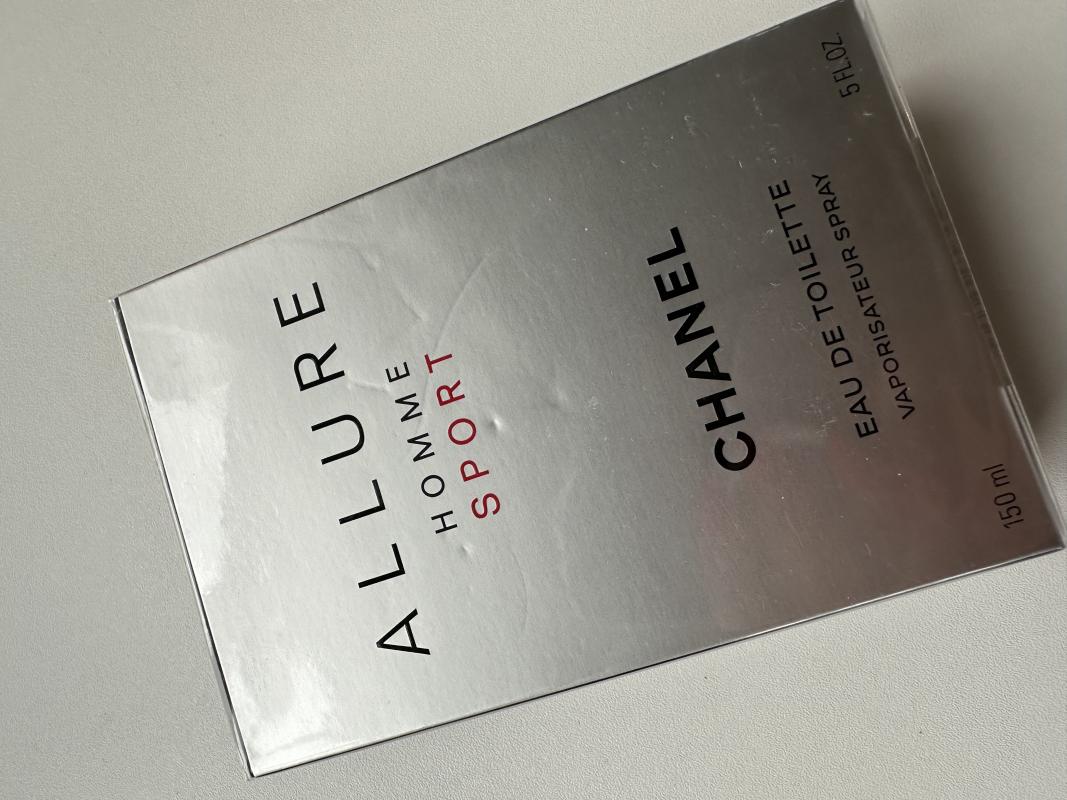 ALLURE
HOMME
SPORT
CHANEL
EAU DE TOILETTE
VAPORISATEUR SPRAY
150 ml 5 FL.OZ.